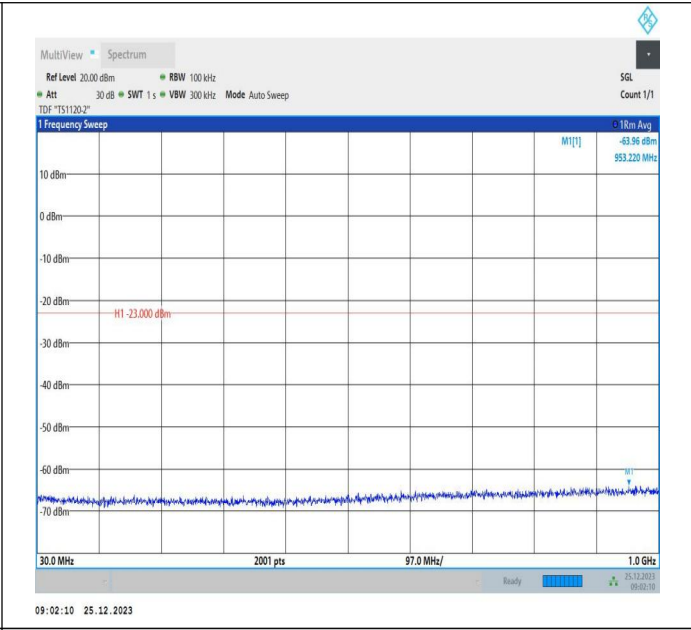 R S
MultiView Spectrum
Ref Level 20.00 dBm RBW 100 kHz SGL
Att 30 dB SWT 1 s VBW 300 kHz Mode Auto Sweep Count 1/1
TDF "TS1120-2"
1 Frequency Sweep 1Rm Avg
M1[1] -63.96 dBm
953.220 MHz
10 dBm
0 dBm
-10 dBm
-20 dBm
H1 -23.000 dBm
-30 dBm
-40 dBm
-50 dBm
-60 dBm
M1
-70 dBm
30.0 MHz 2001 pts 97.0 MHz/ 1.0 GHz
Ready 25.12.2023
09:02:10
09:02:10 25.12.2023